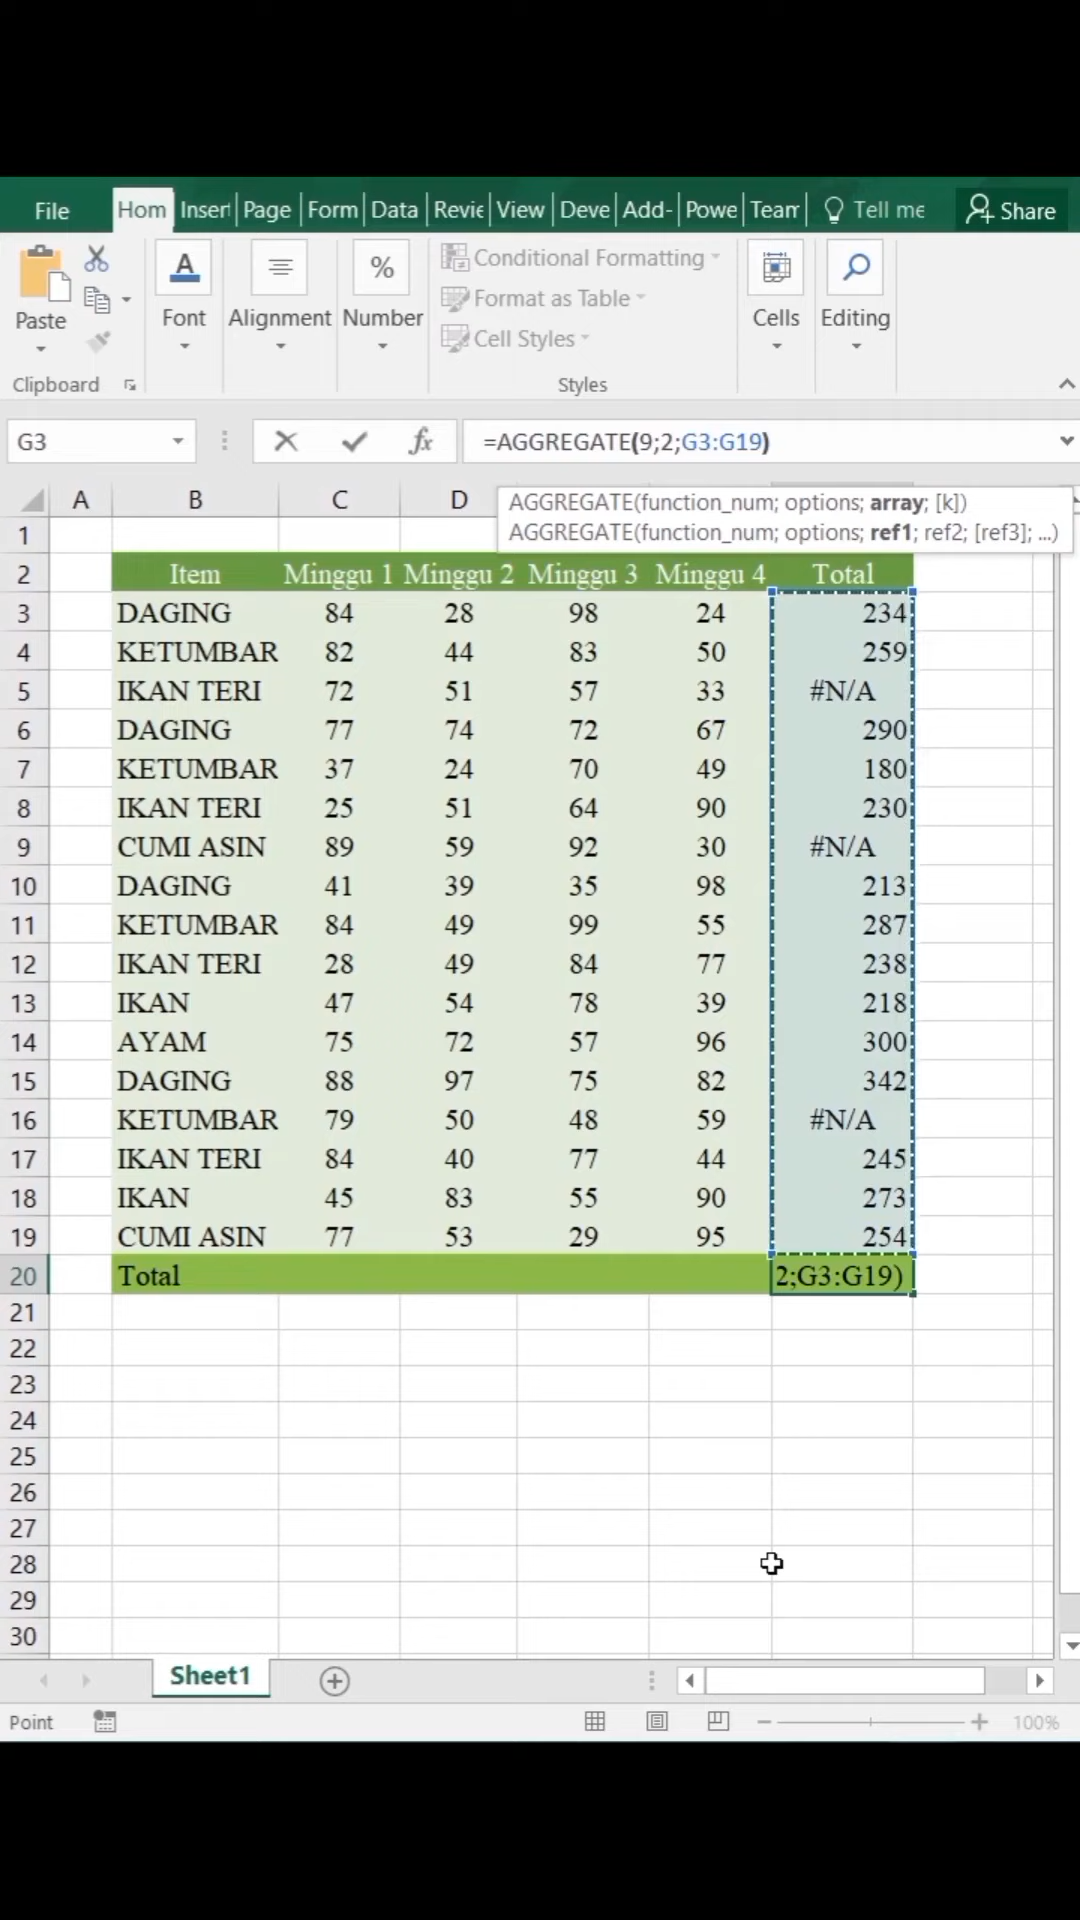 File Hom Inser Page Form Data Revie View Deve Add- Powe Team Tell me Share
Paste Font Alignment Number Conditional Formatting Format as Table Cell Styles Cells Editing
Clipboard Styles
G3 fx =AGGREGATE(9;2;G3:G19)
A B C D
AGGREGATE(function_num; options; array; [k])
AGGREGATE(function_num; options; ref1; ref2; [ref3]; ...)
1
2 Item Minggu 1 Minggu 2 Minggu 3 Minggu 4 Total
3 DAGING 84 28 98 24 234
4 KETUMBAR 82 44 83 50 259
5 IKAN TERI 72 51 57 33 #N/A
6 DAGING 77 74 72 67 290
7 KETUMBAR 37 24 70 49 180
8 IKAN TERI 25 51 64 90 230
9 CUMI ASIN 89 59 92 30 #N/A
10 DAGING 41 39 35 98 213
11 KETUMBAR 84 49 99 55 287
12 IKAN TERI 28 49 84 77 238
13 IKAN 47 54 78 39 218
14 AYAM 75 72 57 96 300
15 DAGING 88 97 75 82 342
16 KETUMBAR 79 50 48 59 #N/A
17 IKAN TERI 84 40 77 44 245
18 IKAN 45 83 55 90 273
19 CUMI ASIN 77 53 29 95 254
20 Total 2;G3:G19)
21
22
23
24
25
26
27
28
29
30
Sheet1
Point 100%